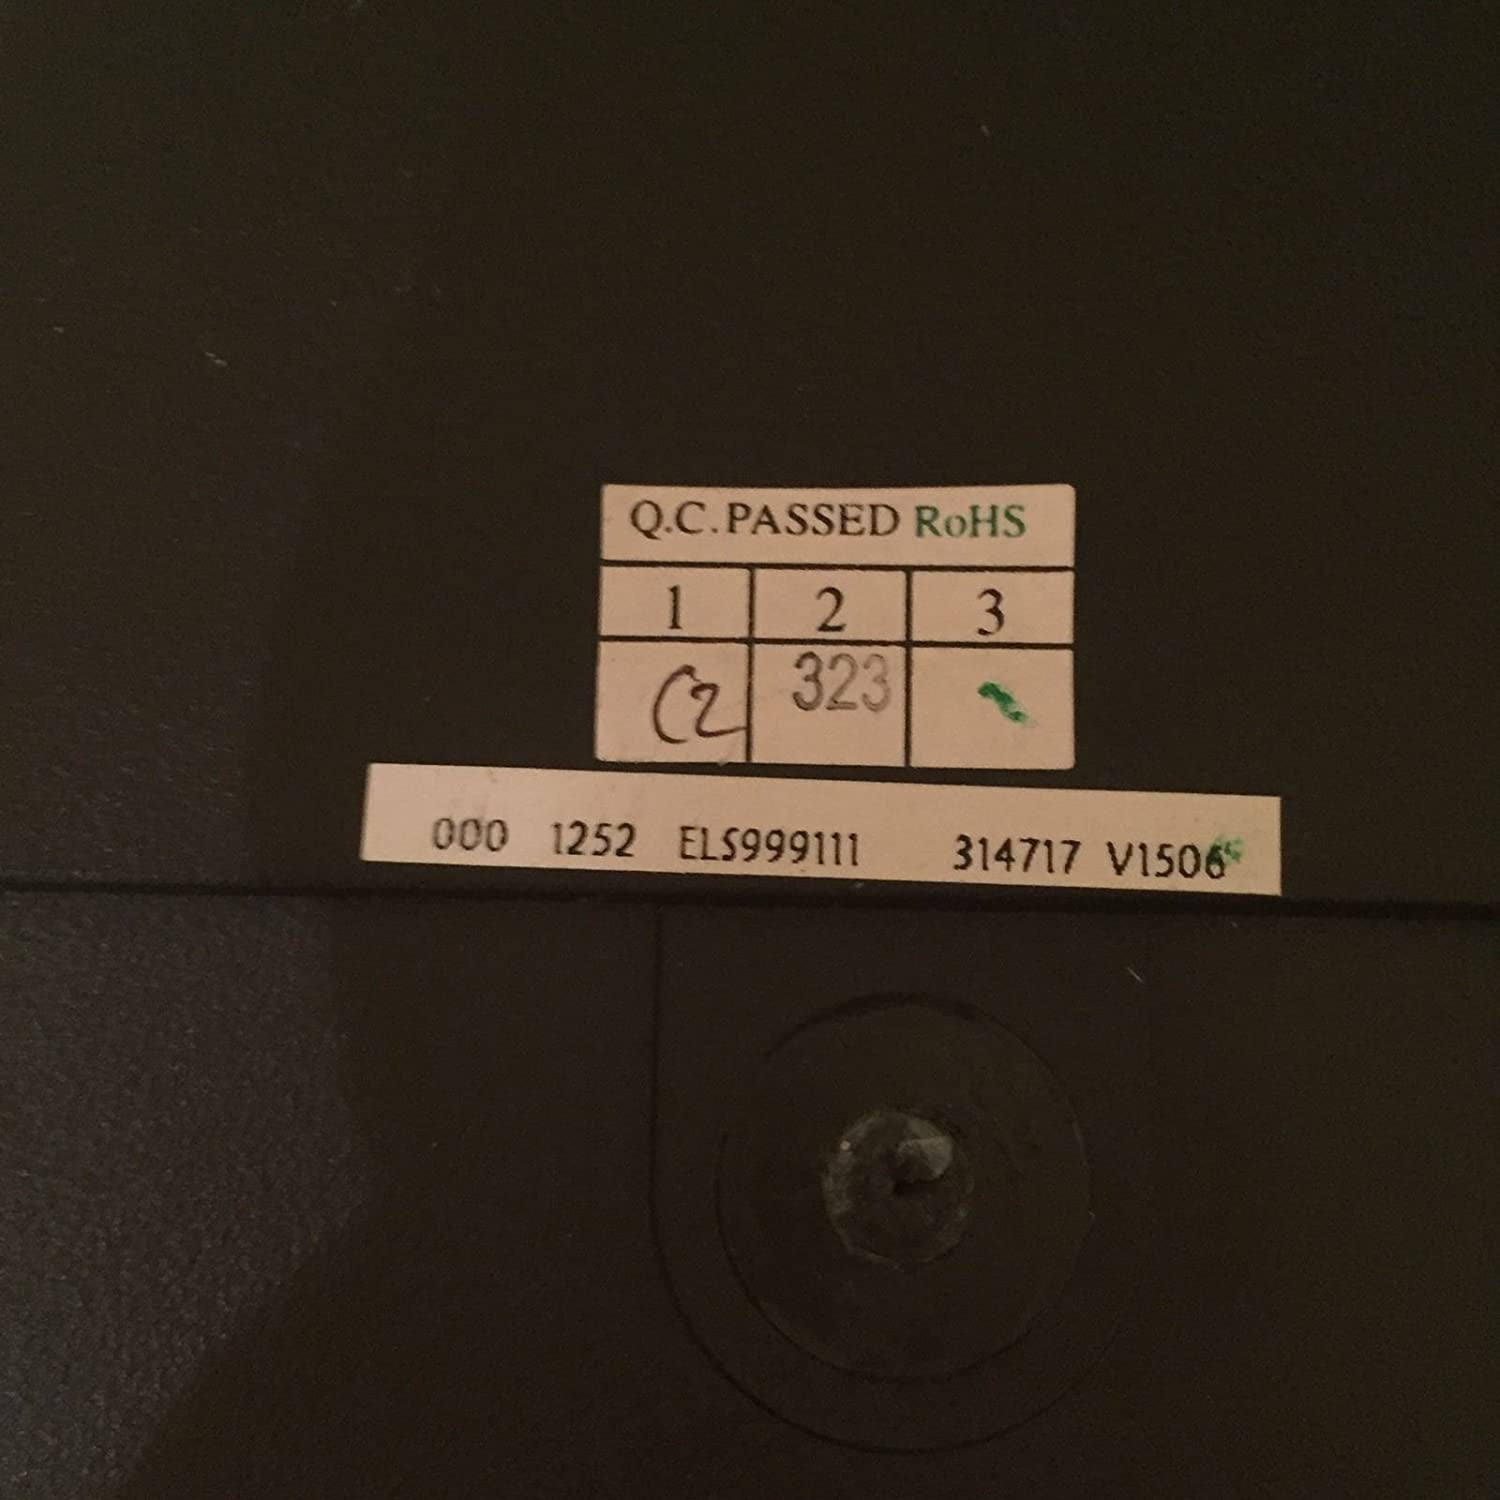 Q.C.PASSED RoHS
1 2 3
C2 323
000 1252 ELS999111 314717 V1506